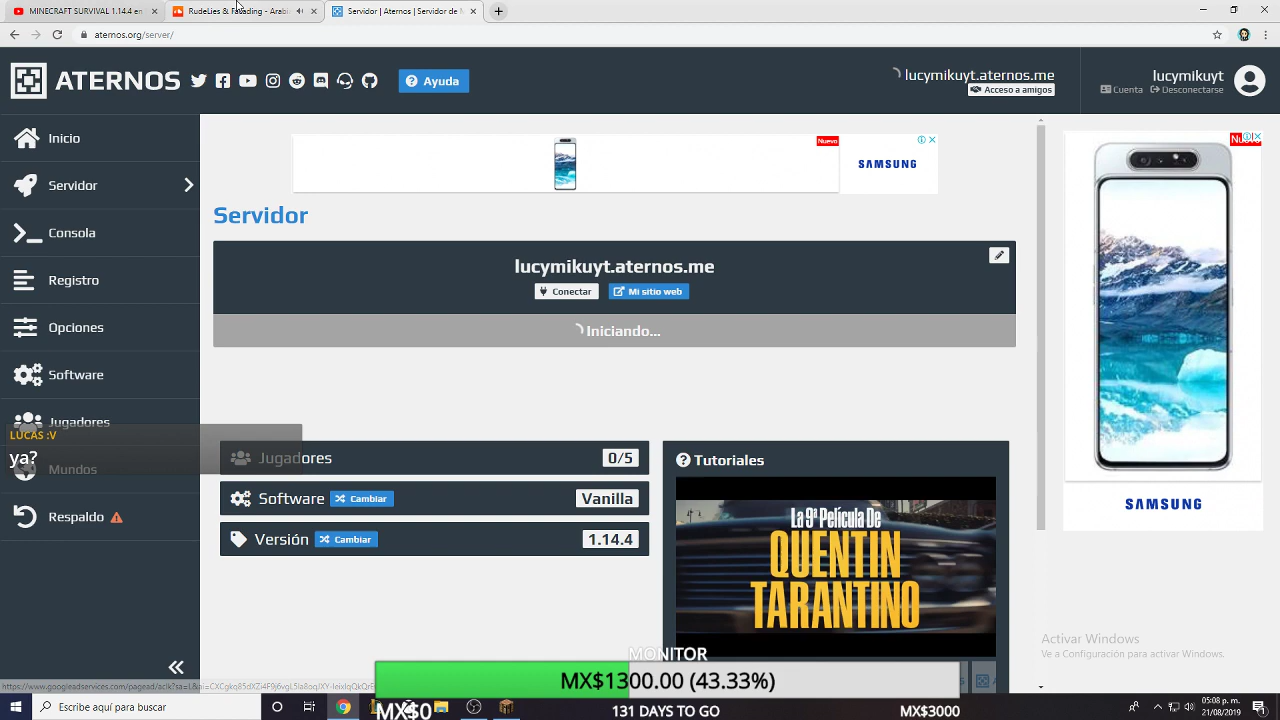 MINECRAFT SURVIVAL 1.14.4 en
RudeLies & Fa ding - Arabi
Servidor | Aternos | Servidor de M
aternos.org/server/
ATERNOS
Ayuda
lucymikuyt.aternos.me
Acceso a amigos
lucymikuyt
Cuenta
Desconectarse
Inicio
Servidor
Consola
Registro
Opciones
Software
Jugadores
LUCAS :V
ya?
Mundos
Respaldo
Nuevo
SAMSUNG
Servidor
lucymikuyt.aternos.me
Conectar
Mi sitio web
Iniciando...
Jugadores
0/5
Software
Cambiar
Vanilla
Versión
Cambiar
1.14.4
Tutoriales
La 9ª Película De
QUENTIN
TARANTINO
SAMSUNG
Activar Windows
Ve a Configuración para activar Windows.
MONITOR
MX$1300.00 (43.33%)
MX$0
131 DAYS TO GO
MX$3000
Escribe aquí para buscar
05:08 p. m.
21/08/2019